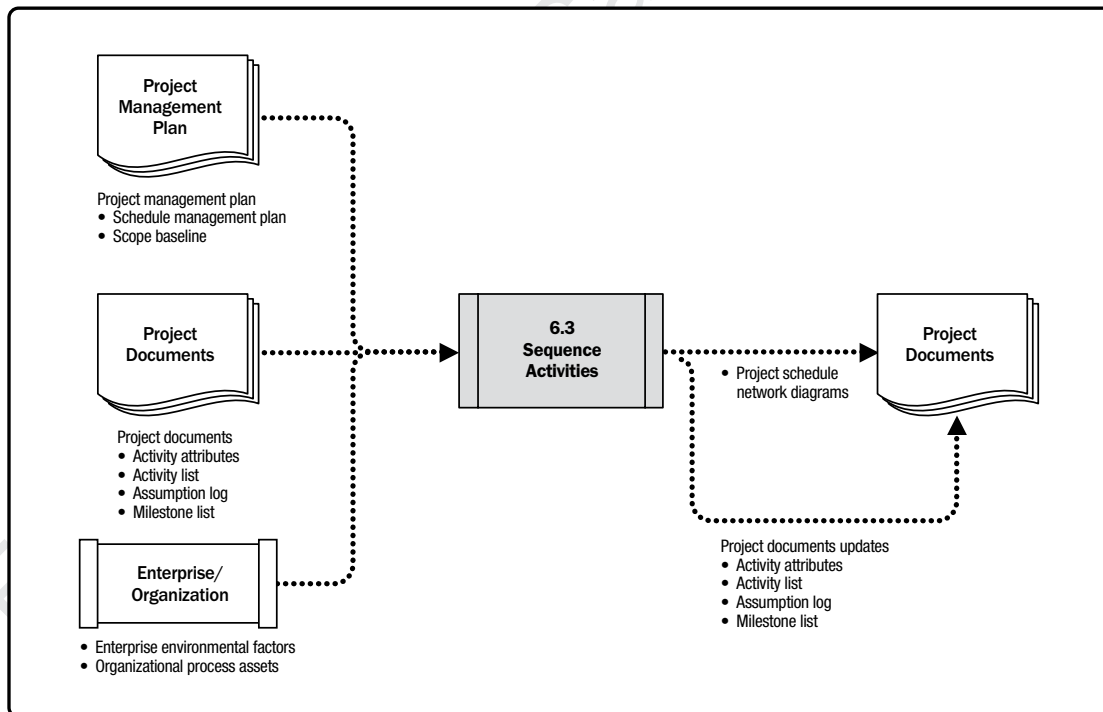 Project
Management
Plan
Project management plan
• Schedule management plan
• Scope baseline
Project
Documents
Project documents
• Activity attributes
• Activity list
• Assumption log
• Milestone list
Enterprise/
Organization
• Enterprise environmental factors
• Organizational process assets
6.3
Sequence
Activities
• Project schedule
network diagrams
Project
Documents
Project documents updates
• Activity attributes
• Activity list
• Assumption log
• Milestone list